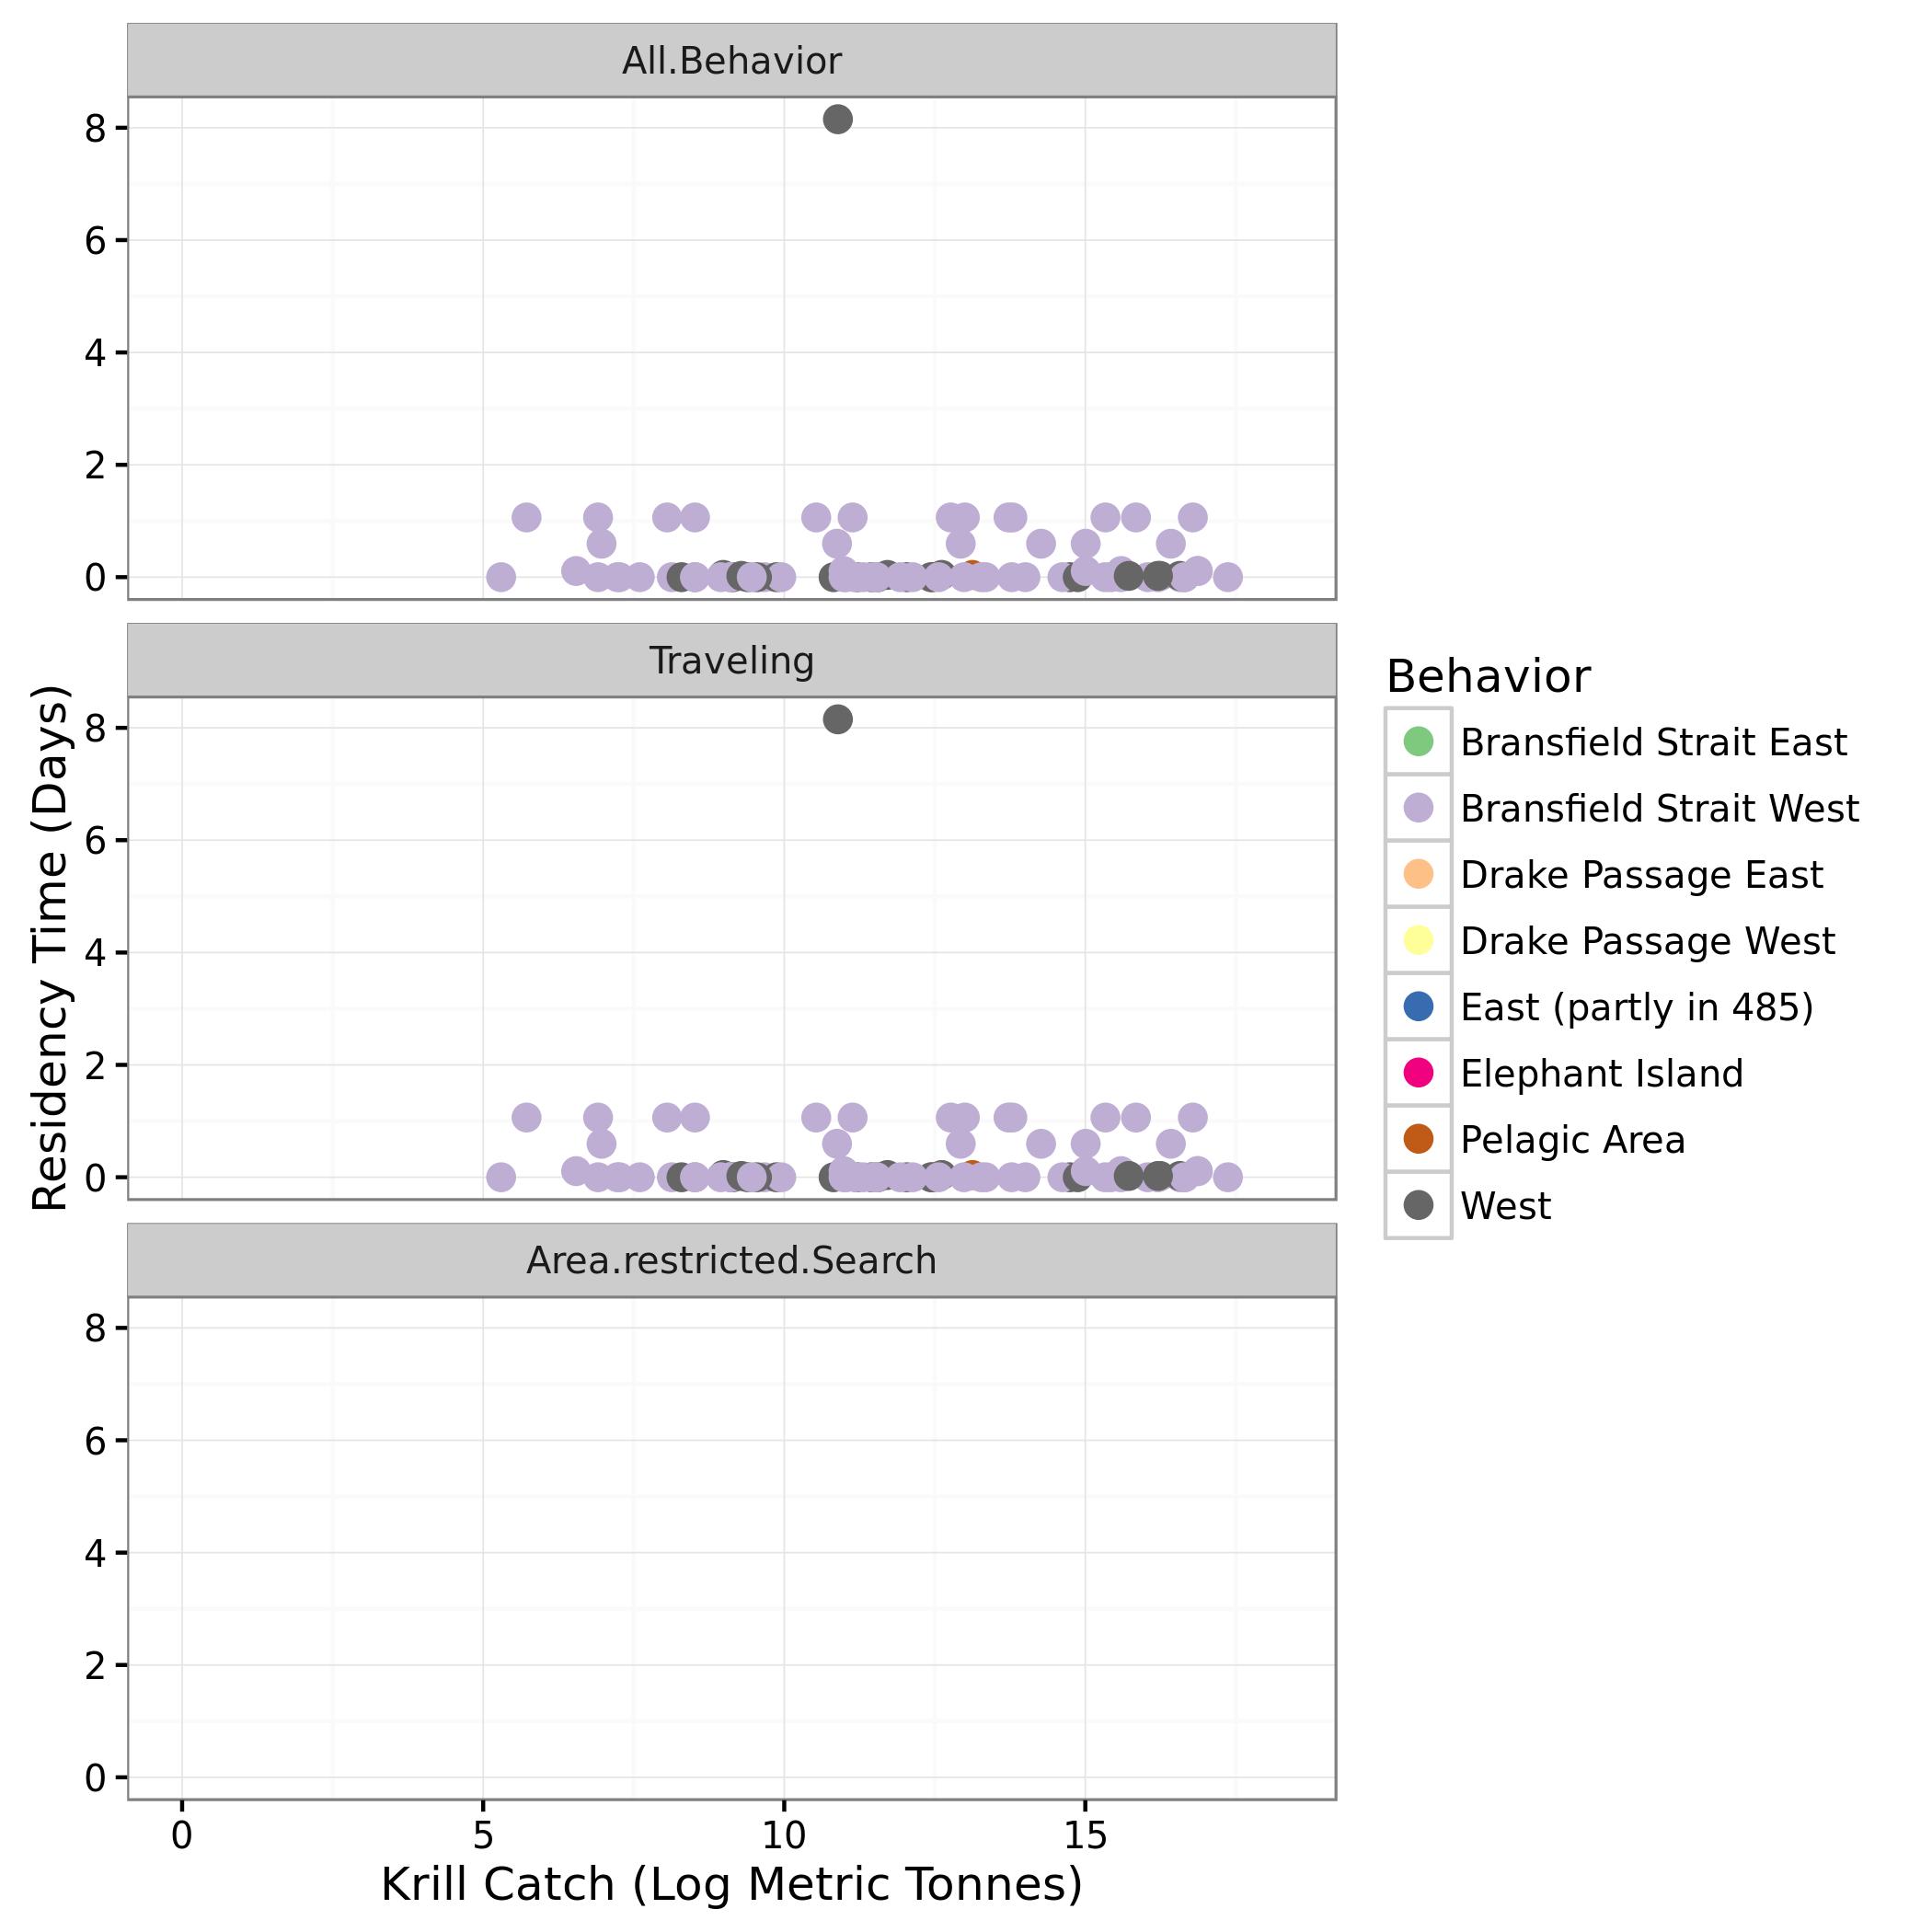 All.Behavior
8
6
4
2
0
Traveling
8
6
4
2
0
Area.restricted.Search
8
6
4
2
0
0 5 10 15
Krill Catch (Log Metric Tonnes)
Residency Time (Days)
Behavior
Bransfield Strait East
Bransfield Strait West
Drake Passage East
Drake Passage West
East (partly in 485)
Elephant Island
Pelagic Area
West